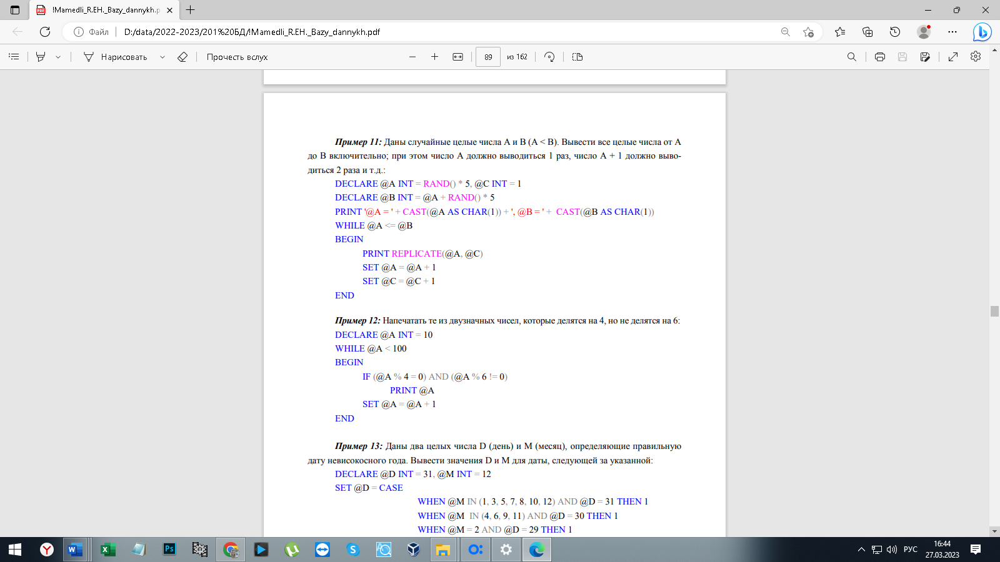 !Mamedli_R.EH._Bazy_dannykh.p
Файл D:/data/2022-2023/201%20БД/!Mamedli_R.EH._Bazy_dannykh.pdf
Нарисовать Прочесть вслух 89 из 162
Пример 11: Даны случайные целые числа A и B (A < B). Вывести все целые числа от A
до B включительно; при этом число A должно выводиться 1 раз, число A + 1 должно выво-
диться 2 раза и т.д.:
DECLARE @A INT = RAND() * 5, @C INT = 1
DECLARE @B INT = @A + RAND() * 5
PRINT '@A = ' + CAST(@A AS CHAR(1)) + ', @B = ' + CAST(@B AS CHAR(1))
WHILE @A <= @B
BEGIN
PRINT REPLICATE(@A, @C)
SET @A = @A + 1
SET @C = @C + 1
END
Пример 12: Напечатать те из двузначных чисел, которые делятся на 4, но не делятся на 6:
DECLARE @A INT = 10
WHILE @A < 100
BEGIN
IF (@A % 4 = 0) AND (@A % 6 != 0)
PRINT @A
SET @A = @A + 1
END
Пример 13: Даны два целых числа D (день) и M (месяц), определяющие правильную
дату невисокосного года. Вывести значения D и M для даты, следующей за указанной:
DECLARE @D INT = 31, @M INT = 12
SET @D = CASE
WHEN @M IN (1, 3, 5, 7, 8, 10, 12) AND @D = 31 THEN 1
WHEN @M IN (4, 6, 9, 11) AND @D = 30 THEN 1
WHEN @M = 2 AND @D = 29 THEN 1
РУС 16:44
27.03.2023